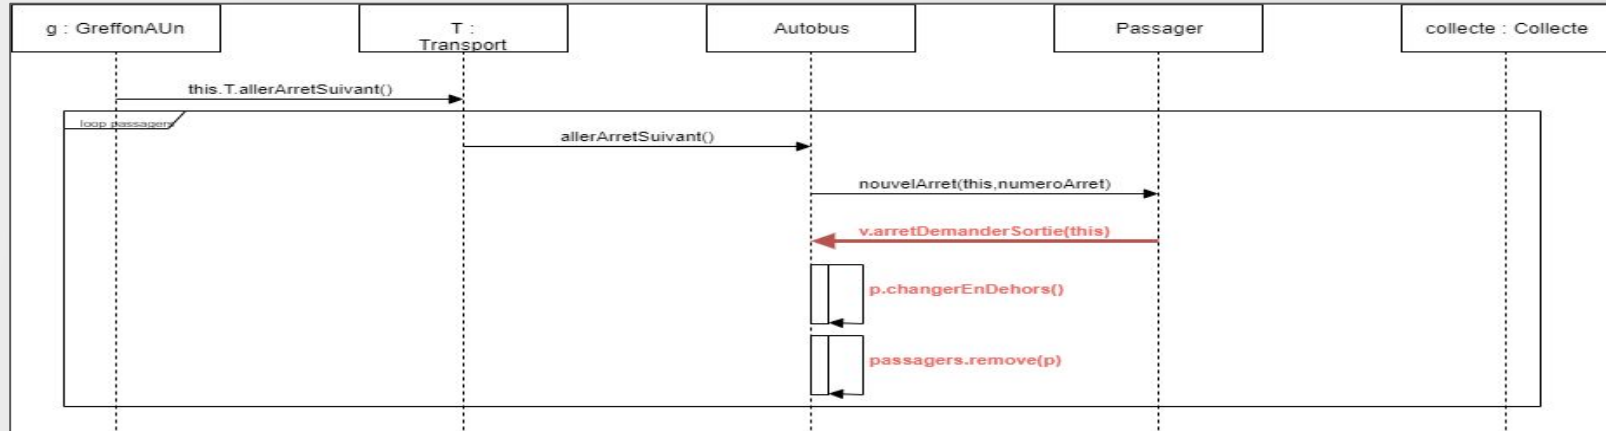 g : GreffonAUn
T :
Transport
Autobus
Passager
collecte : Collecte
this.T.allerArretSuivant()
loop passagers
allerArretSuivant()
nouvelArret(this,numeroArret)
v.arretDemanderSortie(this)
p.changerEnDehors()
passagers.remove(p)